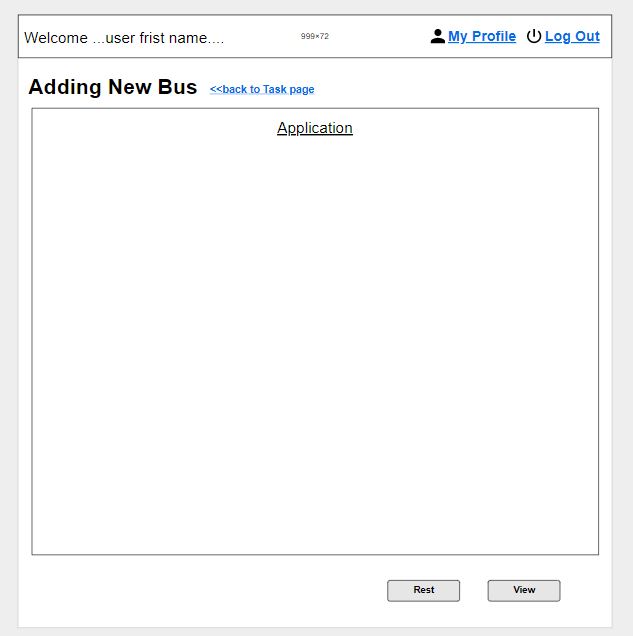 Welcome ...user frist name.... 999×72 My Profile Log Out
Adding New Bus <<back to Task page
Application
Rest View